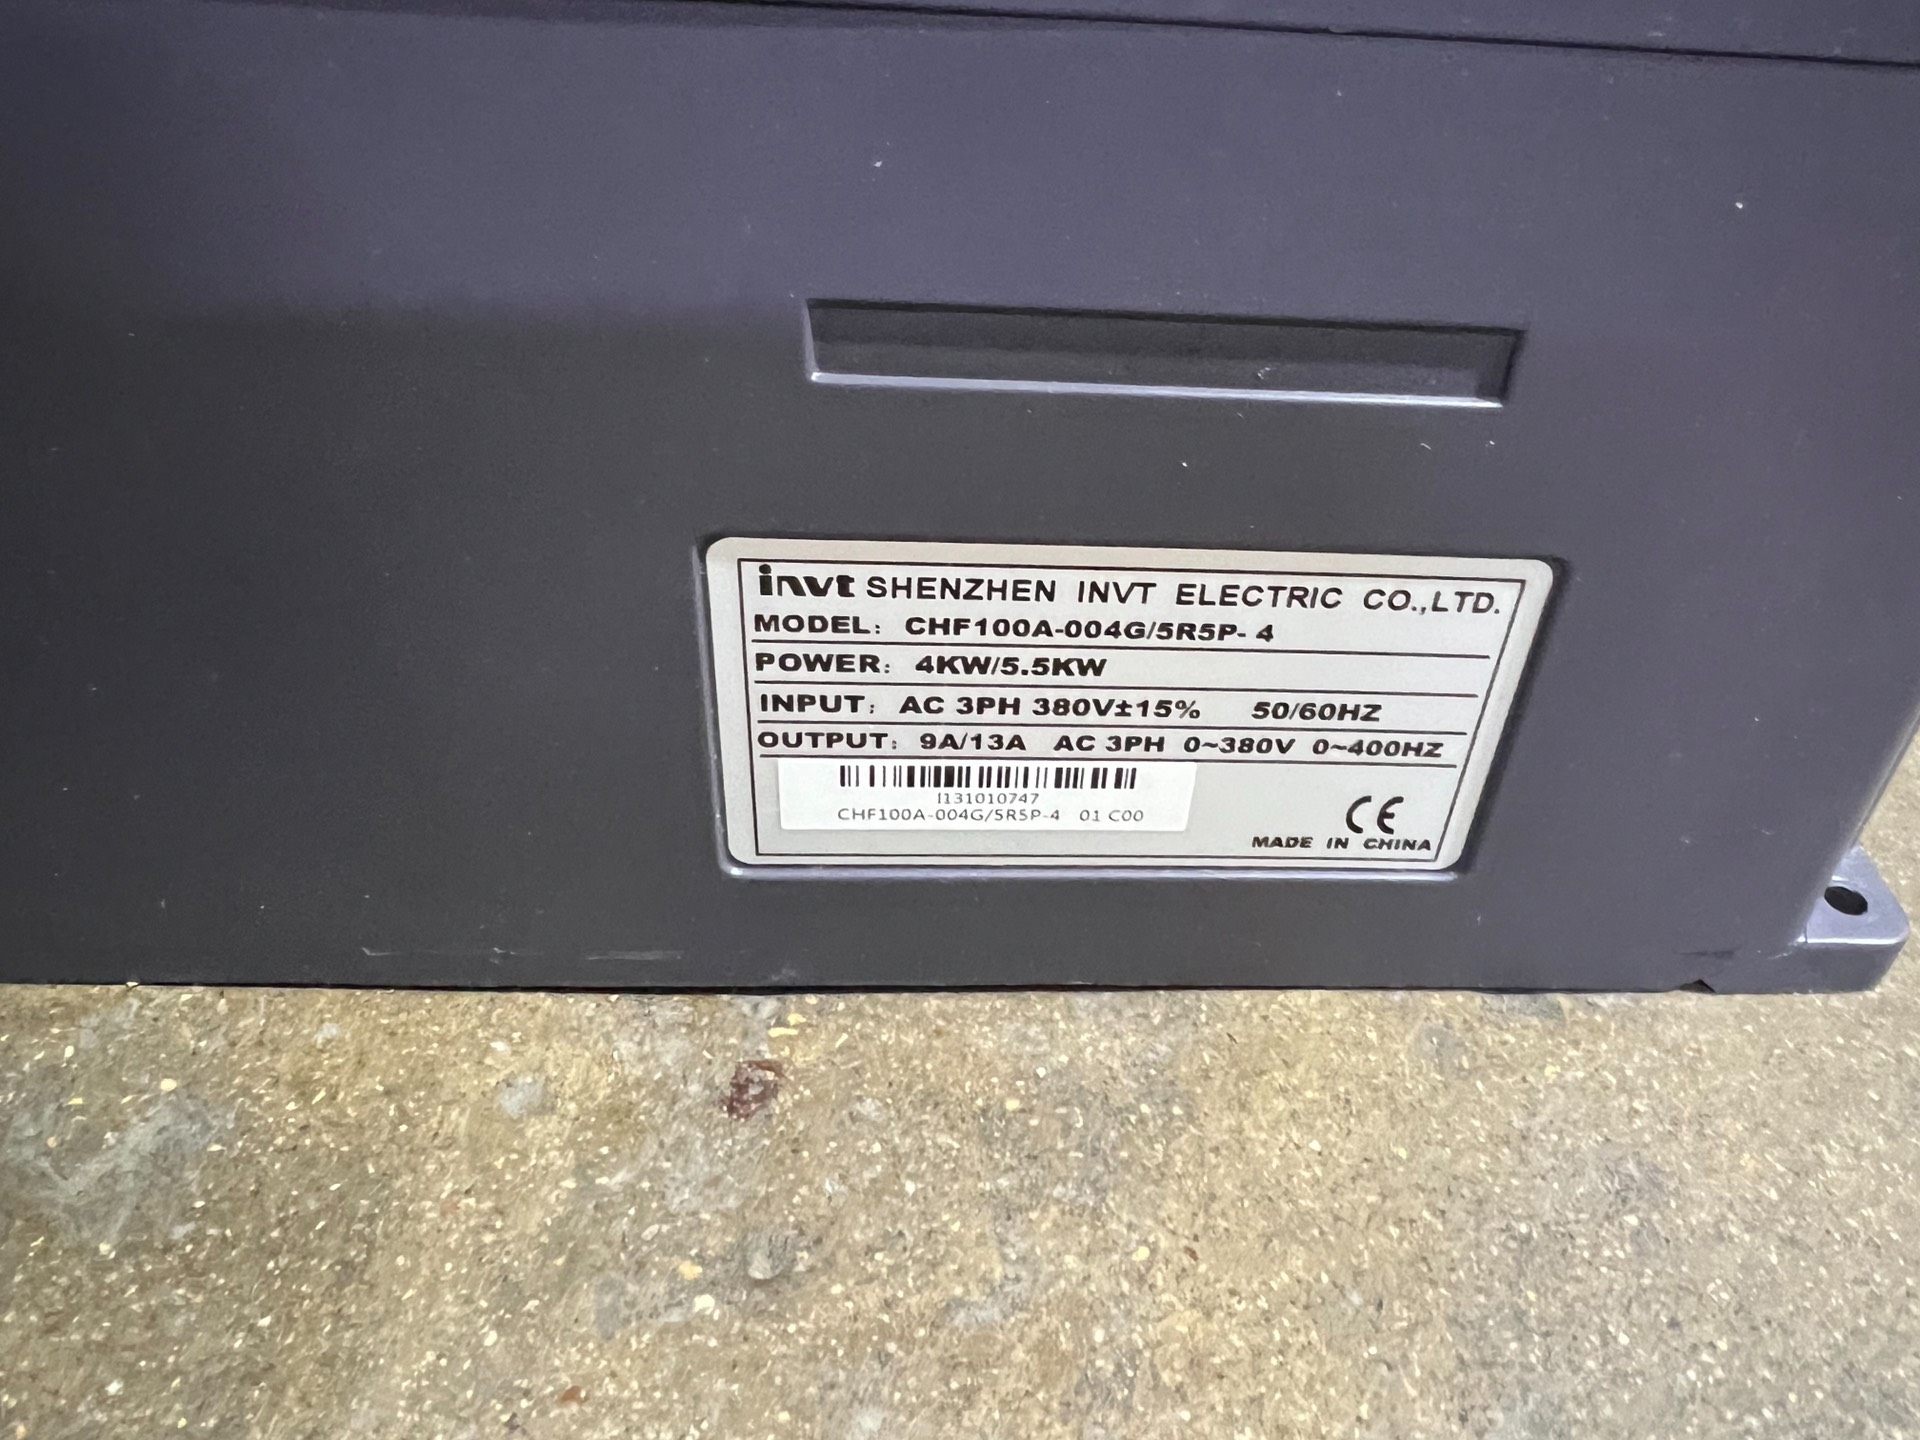 invt SHENZHEN INVT ELECTRIC CO.,LTD.
MODEL: CHF100A-004G/5R5P-4
POWER: 4KW/5.5KW
INPUT: AC 3PH 380V±15% 50/60HZ
OUTPUT: 9A/13A AC 3PH 0~380V 0~400HZ
I131010747
CHF100A-004G/5R5P-4 01 C00
CE
MADE IN CHINA